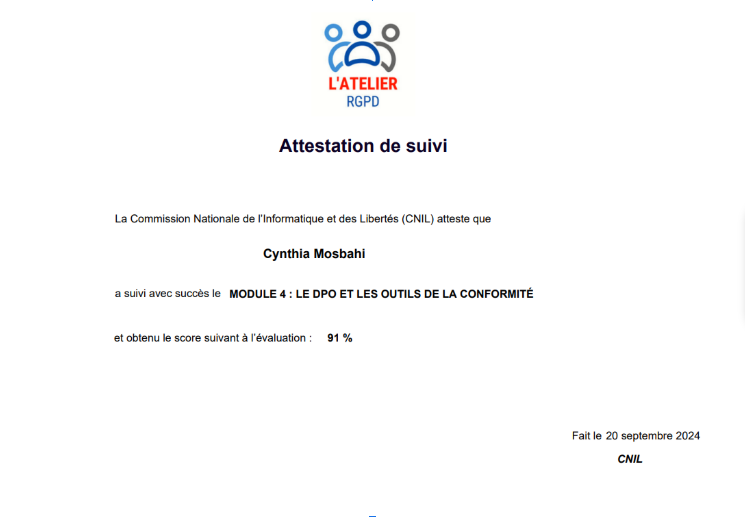 L'ATELIER
RGPD
Attestation de suivi
La Commission Nationale de l'Informatique et des Libertés (CNIL) atteste que
Cynthia Mosbahi
a suivi avec succès le MODULE 4 : LE DPO ET LES OUTILS DE LA CONFORMITÉ
et obtenu le score suivant à l'évaluation : 91 %
Fait le 20 septembre 2024
CNIL